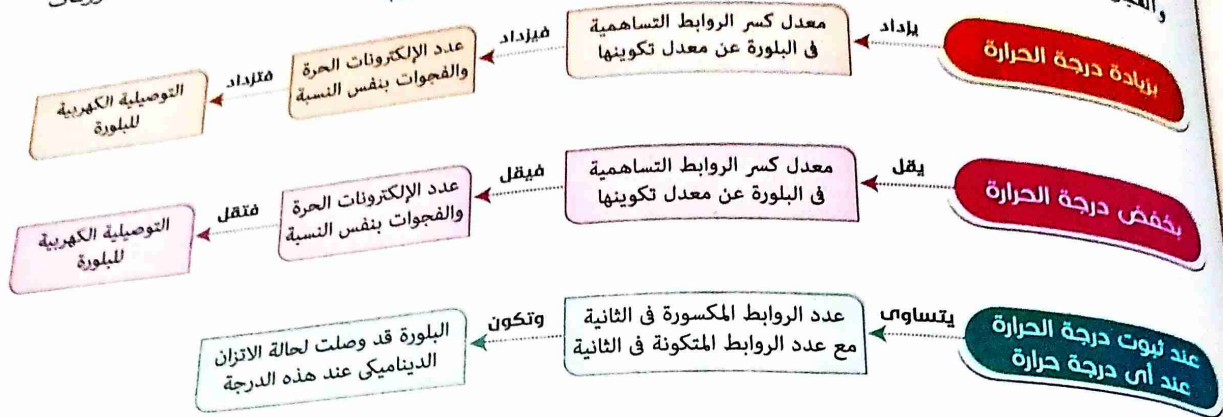 بزيادة درجة الحرارة
يزداد
معدل كسر الروابط التساهمية
فى البلورة عن معدل تكوينها
فيزداد
عدد الإلكترونات الحرة
والفجوات بنفس النسبة
فتزداد
التوصيلية الكهربية
للبلورة
بخفض درجة الحرارة
يقل
معدل كسر الروابط التساهمية
فى البلورة عن معدل تكوينها
فيقل
عدد الإلكترونات الحرة
والفجوات بنفس النسبة
فتقل
التوصيلية الكهربية
للبلورة
عند ثبوت درجة الحرارة
عند أى درجة حرارة
يتساوى
عدد الروابط المكسورة فى الثانية
مع عدد الروابط المتكونة فى الثانية
وتكون
البلورة قد وصلت لحالة الاتزان
الديناميكى عند هذه الدرجة